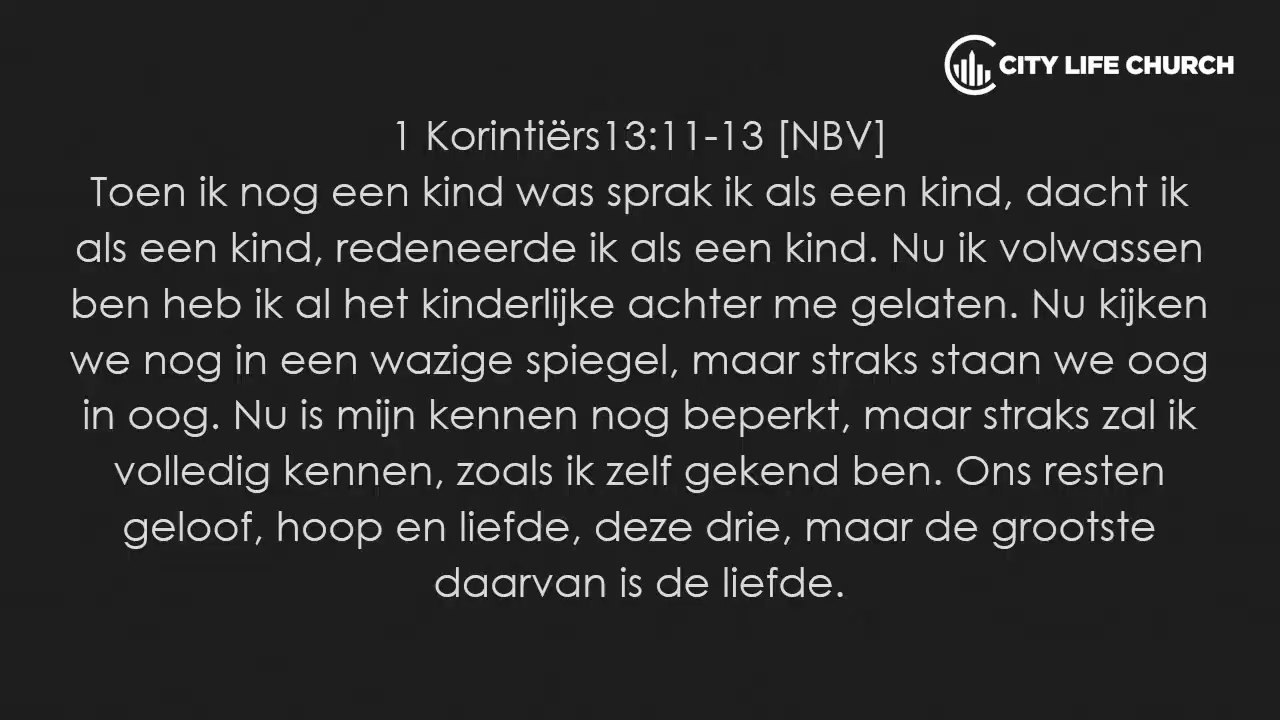 CITY LIFE CHURCH
1 Korintiërs13:11-13 [NBV]
Toen ik nog een kind was sprak ik als een kind, dacht ik
als een kind, redeneerde ik als een kind. Nu ik volwassen
ben heb ik al het kinderlijke achter me gelaten. Nu kijken
we nog in een wazige spiegel, maar straks staan we oog
in oog. Nu is mijn kennen nog beperkt, maar straks zal ik
volledig kennen, zoals ik zelf gekend ben. Ons resten
geloof, hoop en liefde, deze drie, maar de grootste
daarvan is de liefde.